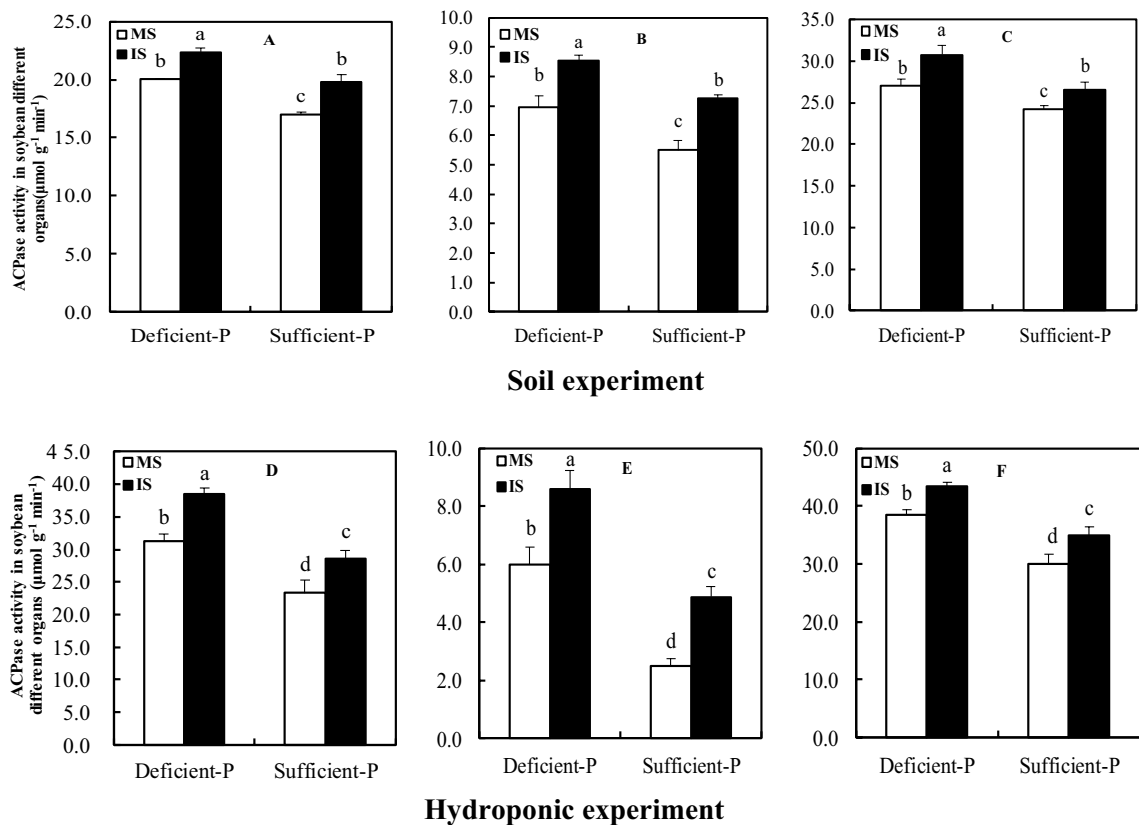 ACPase activity in soybean different
organs(μmol g-1 min-1)
25.0
20.0
15.0
10.0
5.0
0.0
MS
IS
A
b
a
c
b
Deficient-P
Sufficient-P
10.0
9.0
8.0
7.0
6.0
5.0
4.0
3.0
2.0
1.0
0.0
MS
IS
B
b
a
c
b
Deficient-P
Sufficient-P
35.0
30.0
25.0
20.0
15.0
10.0
5.0
0.0
MS
IS
C
b
a
c
b
Deficient-P
Sufficient-P
Soil experiment
ACPase activity in soybean
different organs (μmol g-1 min-1)
4 5.0
40.0
35.0
30.0
25.0
20.0
15.0
10.0
5.0
0.0
MS
IS
D
b
a
d
c
Deficient-P
Sufficient-P
10.0
8.0
6.0
4.0
2.0
0.0
MS
IS
E
b
a
d
c
Deficient-P
Sufficient-P
50.0
40.0
30.0
20.0
10.0
0.0
MS
IS
F
b
a
d
c
Deficient-P
Sufficient-P
Hydroponic experiment